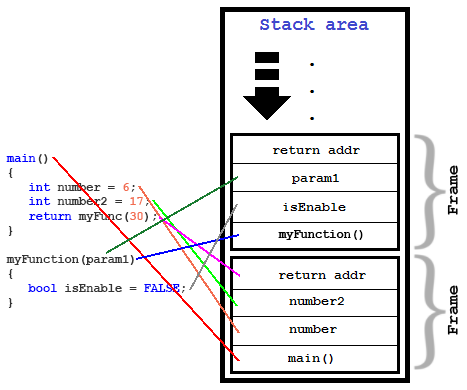 Stack area
.
.
.
main()
{
int number = 6;
int number2 = 17;
return myFunc(30);
}
myFunction(param1)
{
bool isEnable = FALSE;
}
return addr
param1
isEnable
myFunction()
Frame
return addr
number2
number
main()
Frame